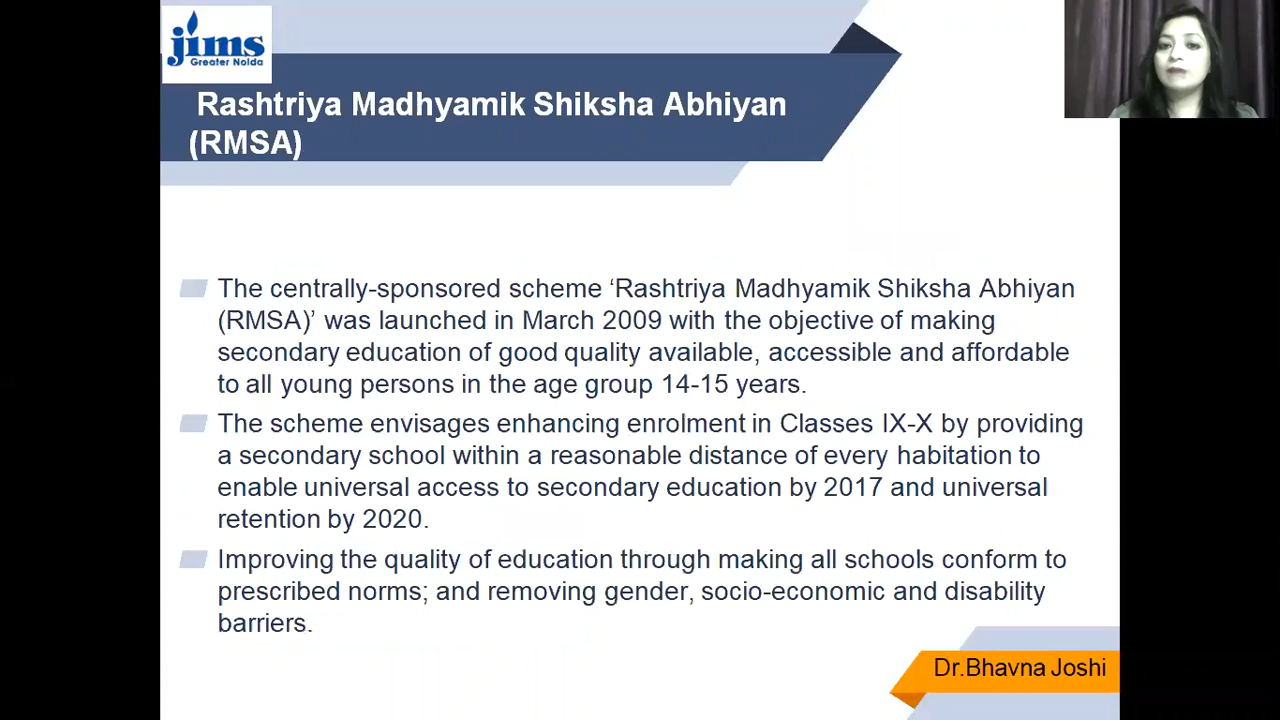 jims
Greater Noida
Rashtriya Madhyamik Shiksha Abhiyan
(RMSA)
The centrally-sponsored scheme ‘Rashtriya Madhyamik Shiksha Abhiyan
(RMSA)’ was launched in March 2009 with the objective of making
secondary education of good quality available, accessible and affordable
to all young persons in the age group 14-15 years.
The scheme envisages enhancing enrolment in Classes IX-X by providing
a secondary school within a reasonable distance of every habitation to
enable universal access to secondary education by 2017 and universal
retention by 2020.
Improving the quality of education through making all schools conform to
prescribed norms; and removing gender, socio-economic and disability
barriers.
Dr.Bhavna Joshi